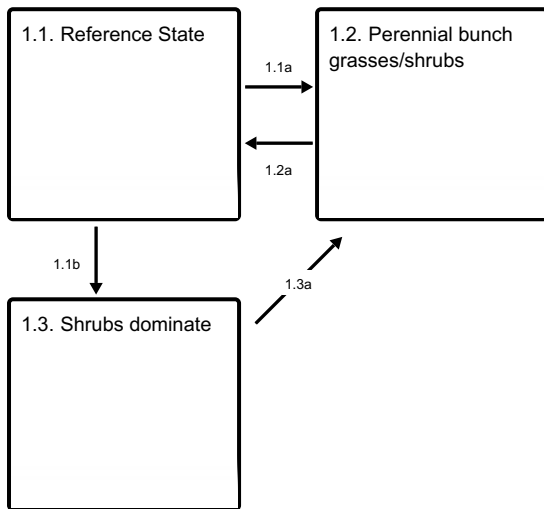 1.1. Reference State
1.2. Perennial bunch
grasses/shrubs
1.1a
1.2a
1.1b
1.3a
1.3. Shrubs dominate